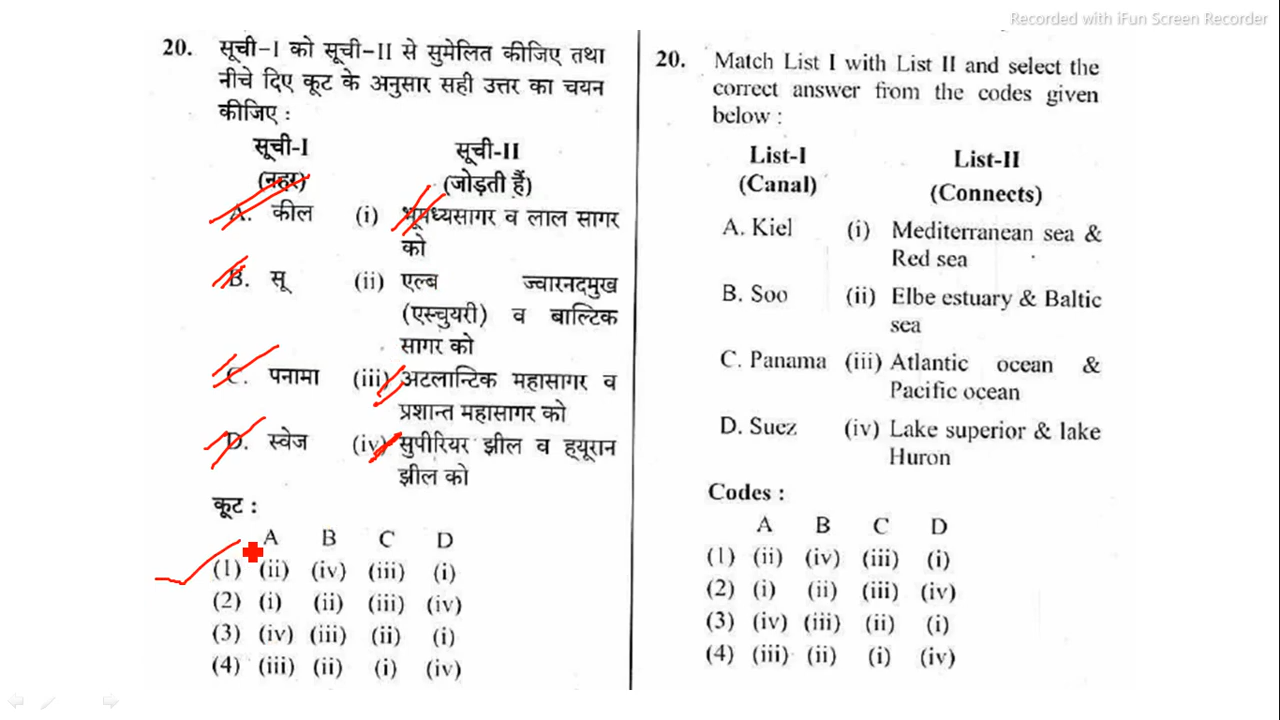 Recorded with iFun Screen Recorder
20. सूची-I को सूची-II से सुमेलित कीजिए तथा
नीचे दिए कूट के अनुसार सही उत्तर का चयन
कीजिए :
सूची-I सूची-II
(नहर) (जोड़ती हैं)
A. कील (i) भूमध्यसागर व लाल सागर
को
B. सू (ii) एल्ब ज्वारनदमुख
(एस्चुयरी) व बाल्टिक
सागर को
C. पनामा (iii) अटलान्टिक महासागर व
प्रशान्त महासागर को
D. स्वेज (iv) सुपीरियर झील व ह्यूरान
झील को
कूट :
A B C D
(1) (ii) (iv) (iii) (i)
(2) (i) (ii) (iii) (iv)
(3) (iv) (iii) (ii) (i)
(4) (iii) (ii) (i) (iv)
20. Match List I with List II and select the
correct answer from the codes given
below :
List-I List-II
(Canal) (Connects)
A. Kiel (i) Mediterranean sea &
Red sea
B. Soo (ii) Elbe estuary & Baltic
sea
C. Panama (iii) Atlantic ocean &
Pacific ocean
D. Suez (iv) Lake superior & lake
Huron
Codes :
A B C D
(1) (ii) (iv) (iii) (i)
(2) (i) (ii) (iii) (iv)
(3) (iv) (iii) (ii) (i)
(4) (iii) (ii) (i) (iv)